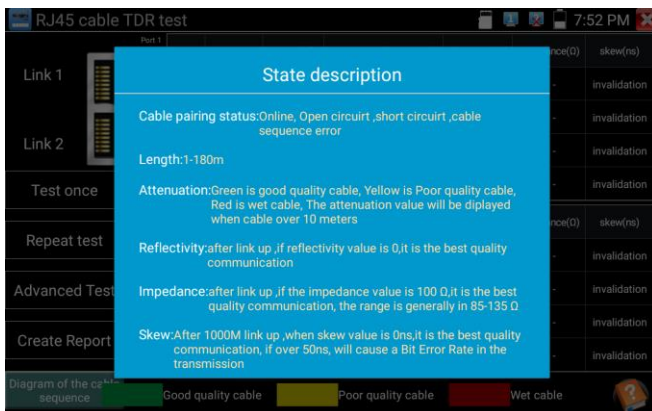 RJ45 cable TDR test
7:52 PM
Port 1
nce(Ω) skew(ns)
Link 1
- invalidation
- invalidation
Link 2
- invalidation
- invalidation
Test once
nce(Ω) skew(ns)
Repeat test
- invalidation
- invalidation
Advanced Test
- invalidation
Create Report
- invalidation
State description
Cable pairing status:Online, Open circuirt ,short circuirt ,cable
sequence error
Length:1-180m
Attenuation:Green is good quality cable, Yellow is Poor quality cable,
Red is wet cable, The attenuation value will be diplayed
when cable over 10 meters
Reflectivity:after link up ,if reflectivity value is 0,it is the best quality
communication
Impedance:after link up ,if the impedance value is 100 Ω,it is the best
quality communication, the range is generally in 85-135 Ω
Skew:After 1000M link up ,when skew value is 0ns,it is the best quality
communication, if over 50ns, will cause a Bit Error Rate in the
transmission
Diagram of the cable
sequence
Good quality cable
Poor quality cable
Wet cable